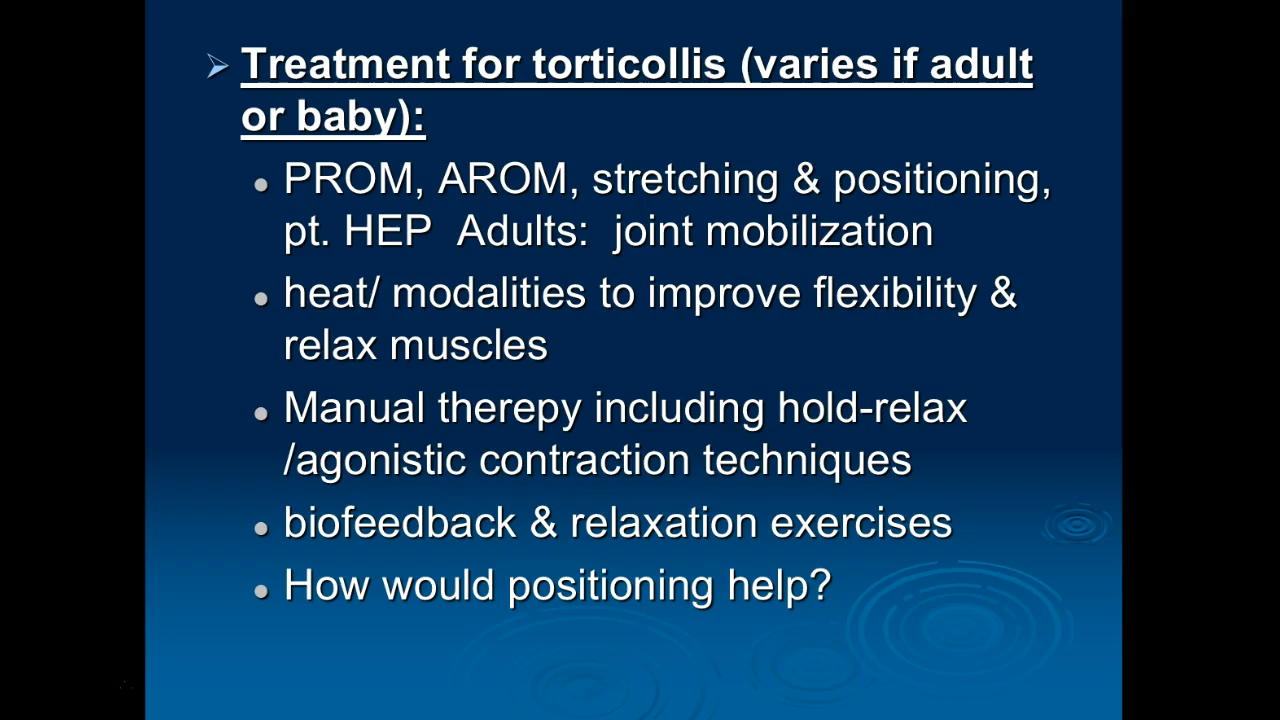 Treatment for torticollis (varies if adult
or baby):
PROM, AROM, stretching & positioning,
pt. HEP  Adults:  joint mobilization
heat/ modalities to improve flexibility &
relax muscles
Manual therepy including hold-relax
/agonistic contraction techniques
biofeedback & relaxation exercises
How would positioning help?